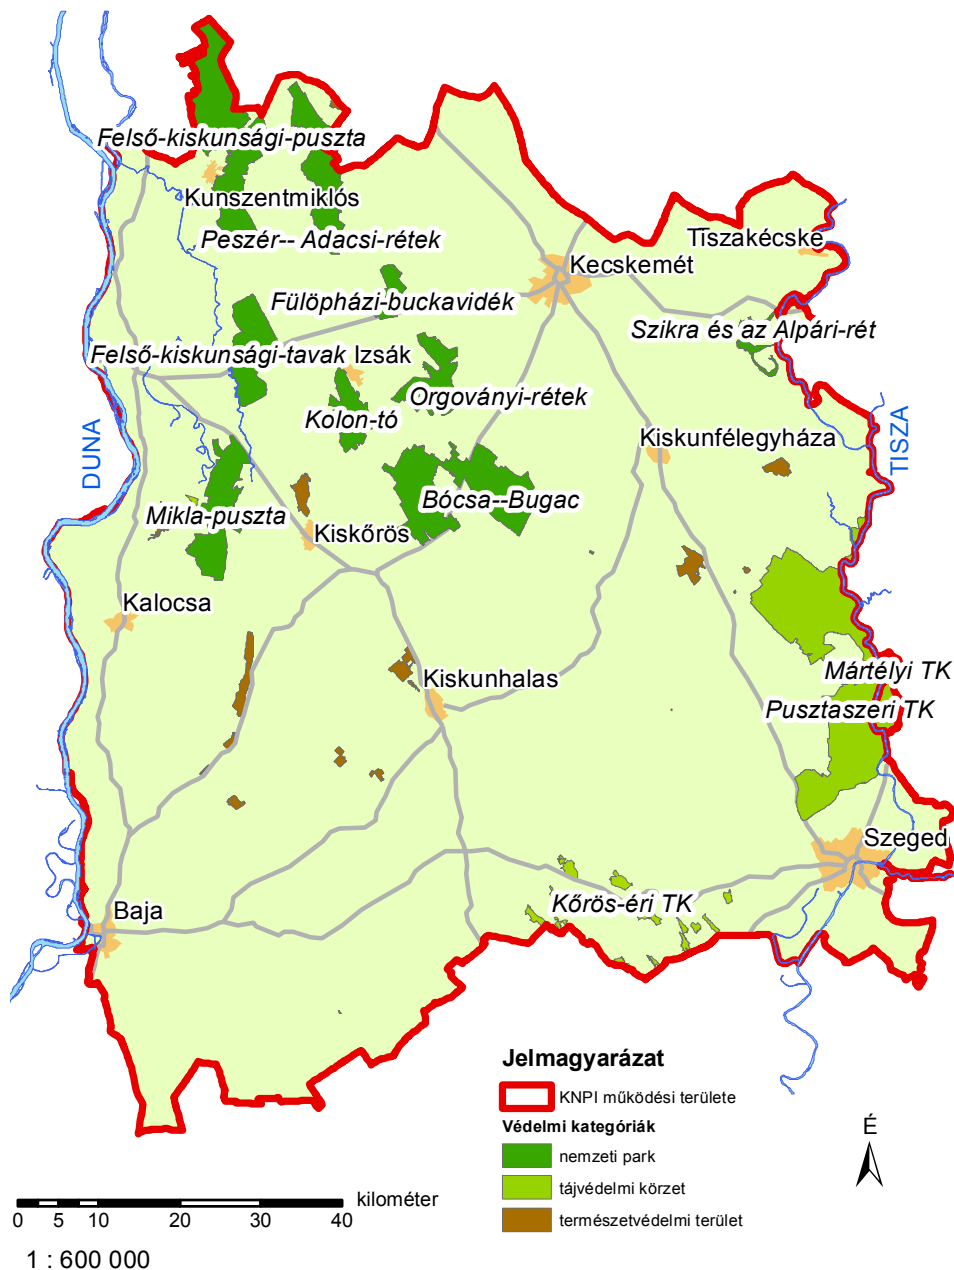 Felső-kiskunsági-puszta
Kunszentmiklós
Peszér-- Adacsi-rétek
Tiszakécske
Kecskemét
Fülöpházi-buckavidék
Szikra és az Alpári-rét
Felső-kiskunsági-tavak Izsák
Orgoványi-rétek
Kolon-tó
DUNA
TISZA
Kiskunfélegyháza
Bócsa--Bugac
Mikla-puszta
Kiskőrös
Kalocsa
Mártélyi TK
Kiskunhalas
Pusztaszeri TK
Szeged
Kőrös-éri TK
Baja
Jelmagyarázat
KNPI működési területe
Védelmi kategóriák
nemzeti park
tájvédelmi körzet
természetvédelmi terület
É
kilométer
0 5 10 20 30 40
1 : 600 000